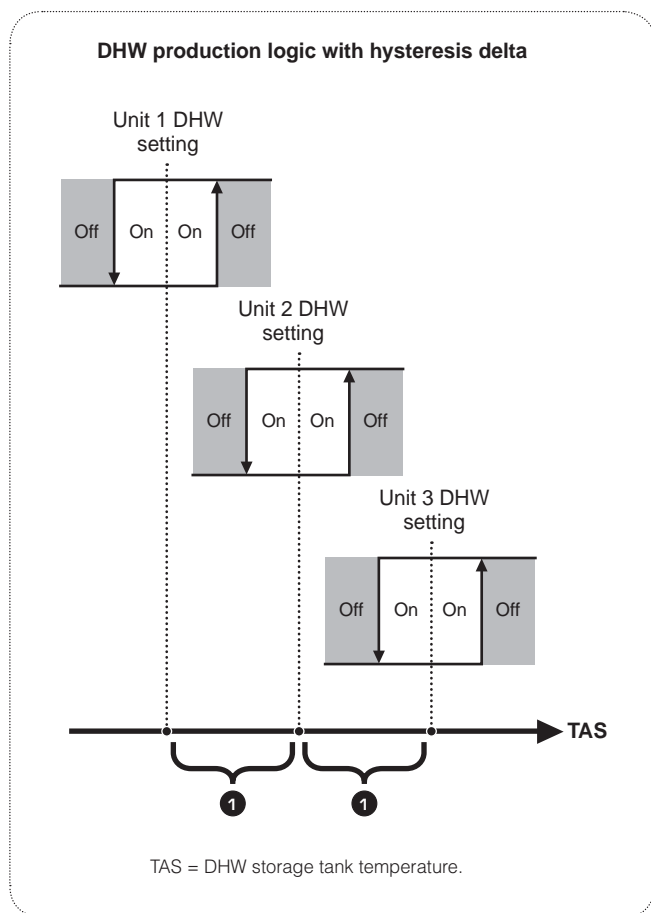 DHW production logic with hysteresis delta
Unit 1 DHW
setting
Off On On Off
Unit 2 DHW
setting
Off On On Off
Unit 3 DHW
setting
Off On On Off
TAS
1 1
TAS = DHW storage tank temperature.